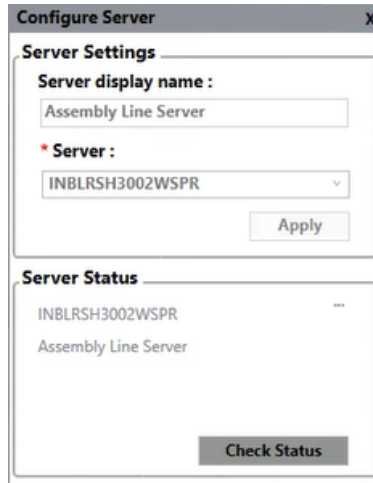 Configure Server X
Server Settings
Server display name :
Assembly Line Server
* Server :
INBLRSH3002WSPR
Apply
Server Status
INBLRSH3002WSPR ...
Assembly Line Server
Check Status